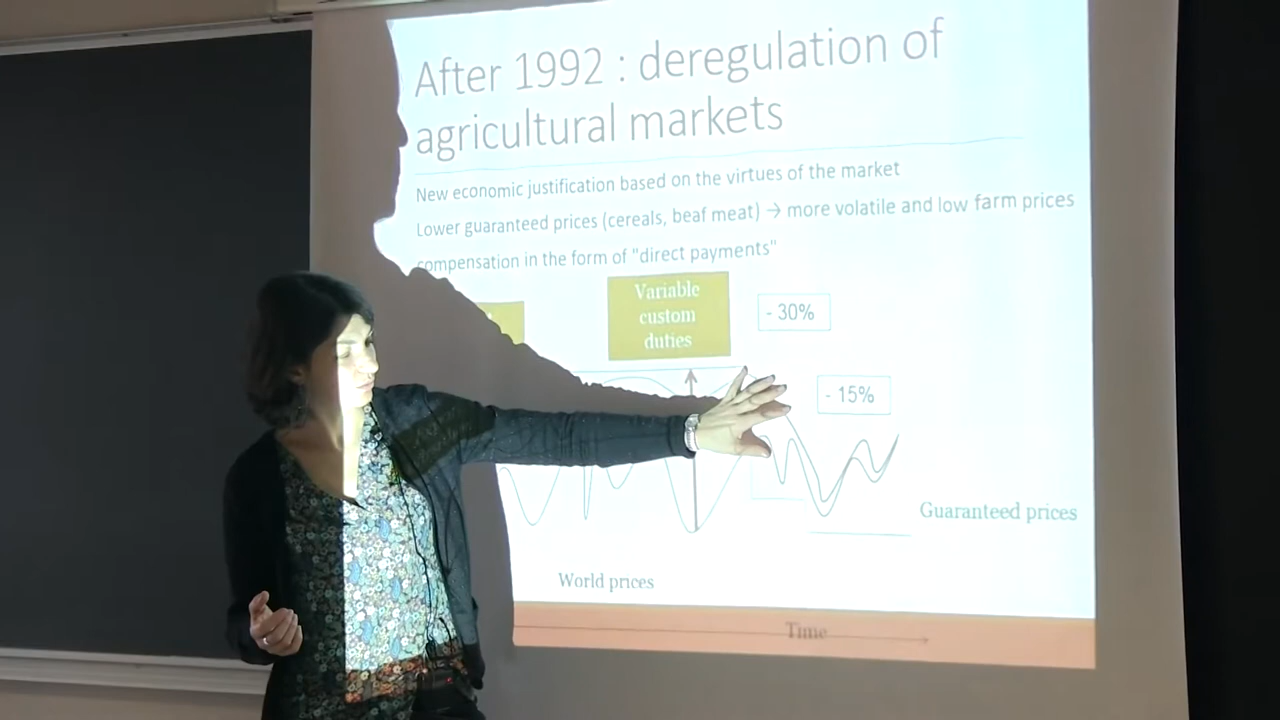 After 1992 : deregulation of
agricultural markets
New economic justification based on the virtues of the market
Lower guaranteed prices (cereals, beaf meat) → more volatile and low farm prices
compensation in the form of "direct payments"
Variable
custom
duties
- 30%
- 15%
Guaranteed prices
World prices
Time